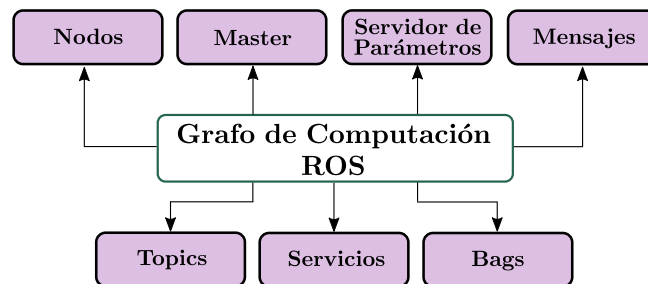 Nodos
Master
Servidor de
Parámetros
Mensajes
Grafo de Computación
ROS
Topics
Servicios
Bags